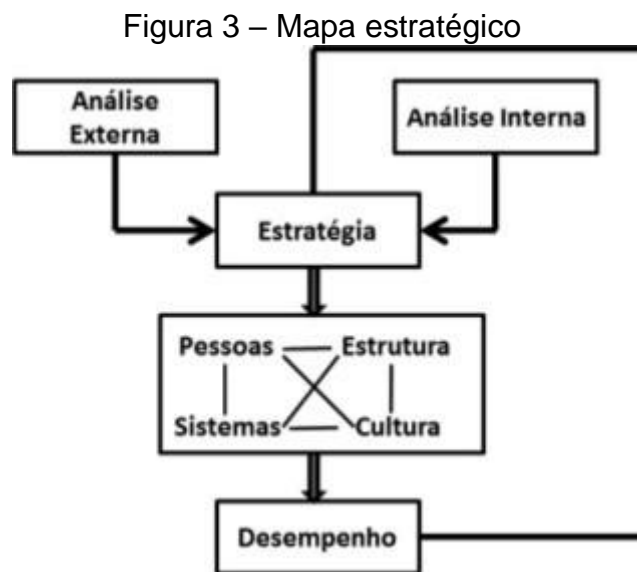 Figura 3 – Mapa estratégico
Análise
Externa
Análise Interna
Estratégia
Pessoas Estrutura
Sistemas Cultura
Desempenho